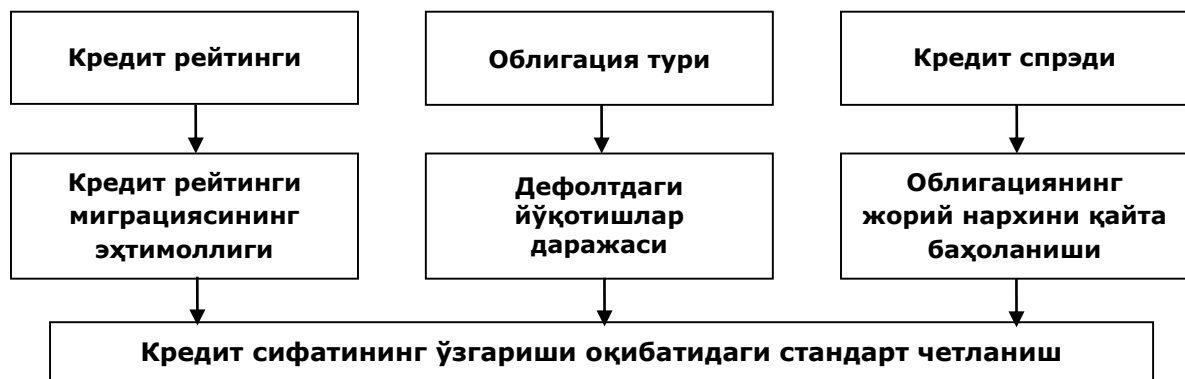 Кредит рейтинги
Облигация тури
Кредит спрэди
Кредит рейтинги
миграциясининг
эҳтимоллиги
Дефолтдаги
йўқотишлар
даражаси
Облигациянинг
жорий нархини қайта
баҳоланиши
Кредит сифатининг ўзгариши оқибатидаги стандарт четланиш